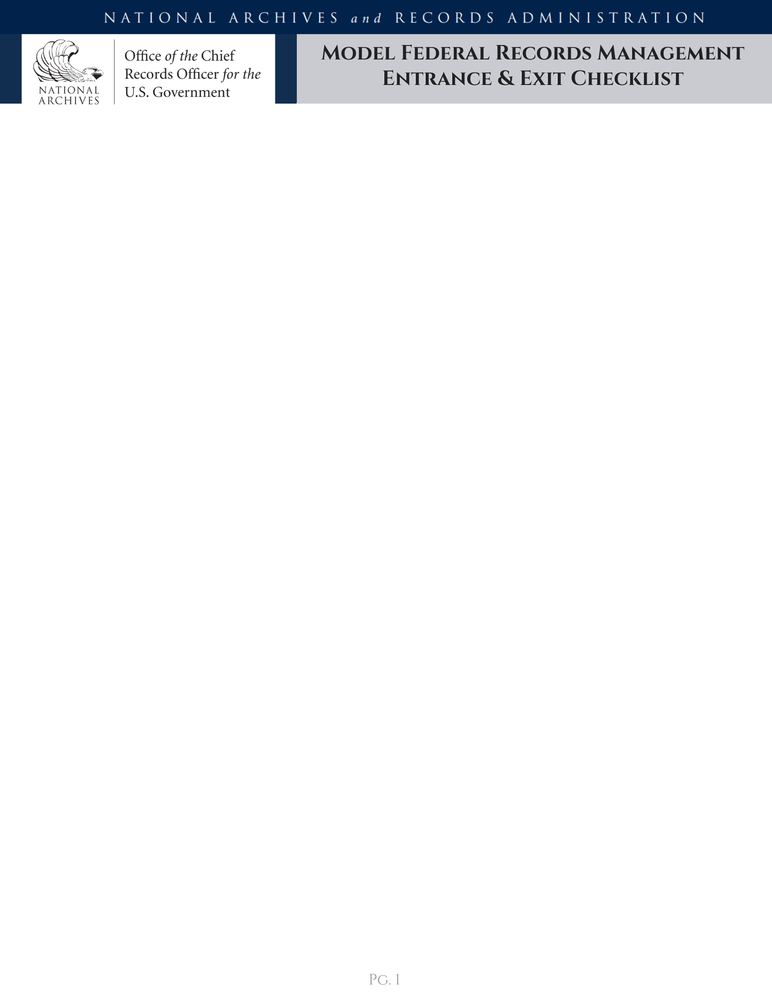 NATIONAL ARCHIVES and RECORDS ADMINISTRATION
NATIONAL
ARCHIVES
Office of the Chief
Records Officer for the
U.S. Government
Model Federal Records Management
Entrance & Exit Checklist
Pg. 1